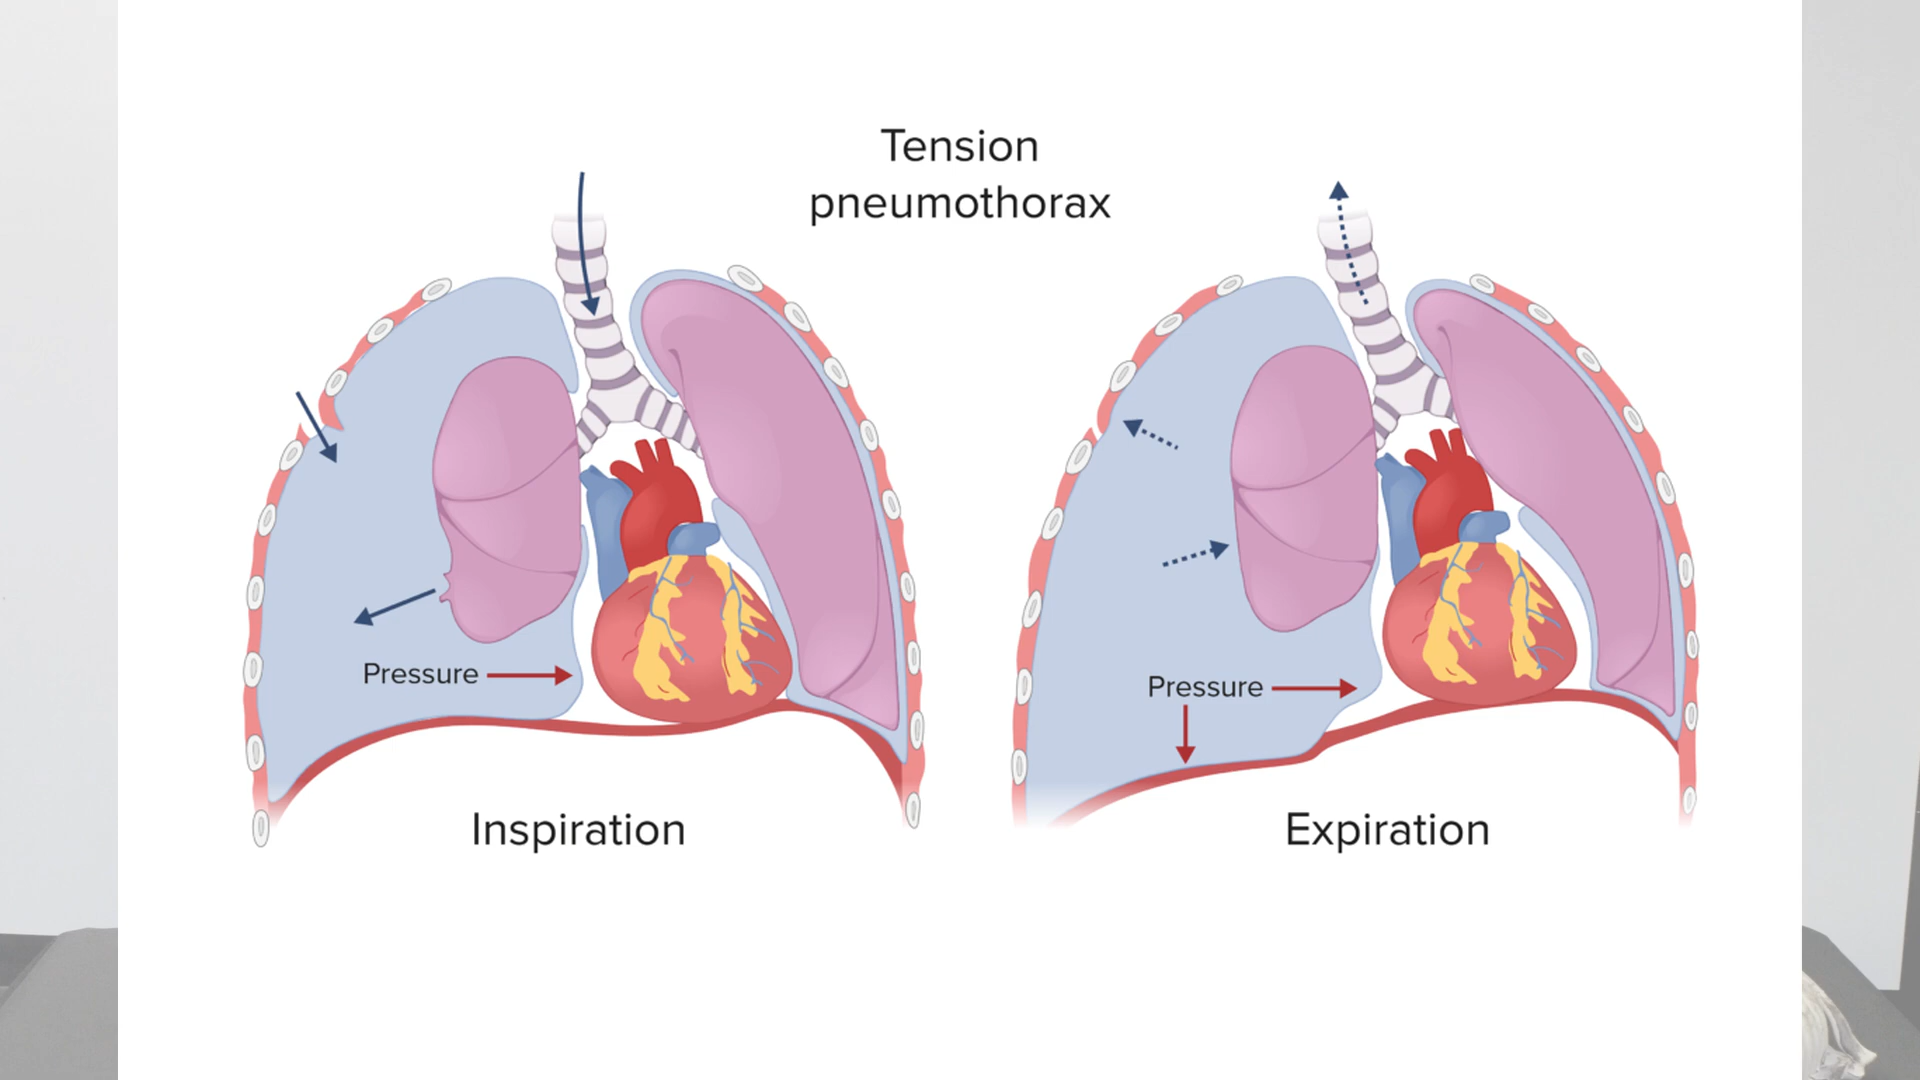 Tension
pneumothorax
Pressure
Pressure
Inspiration
Expiration